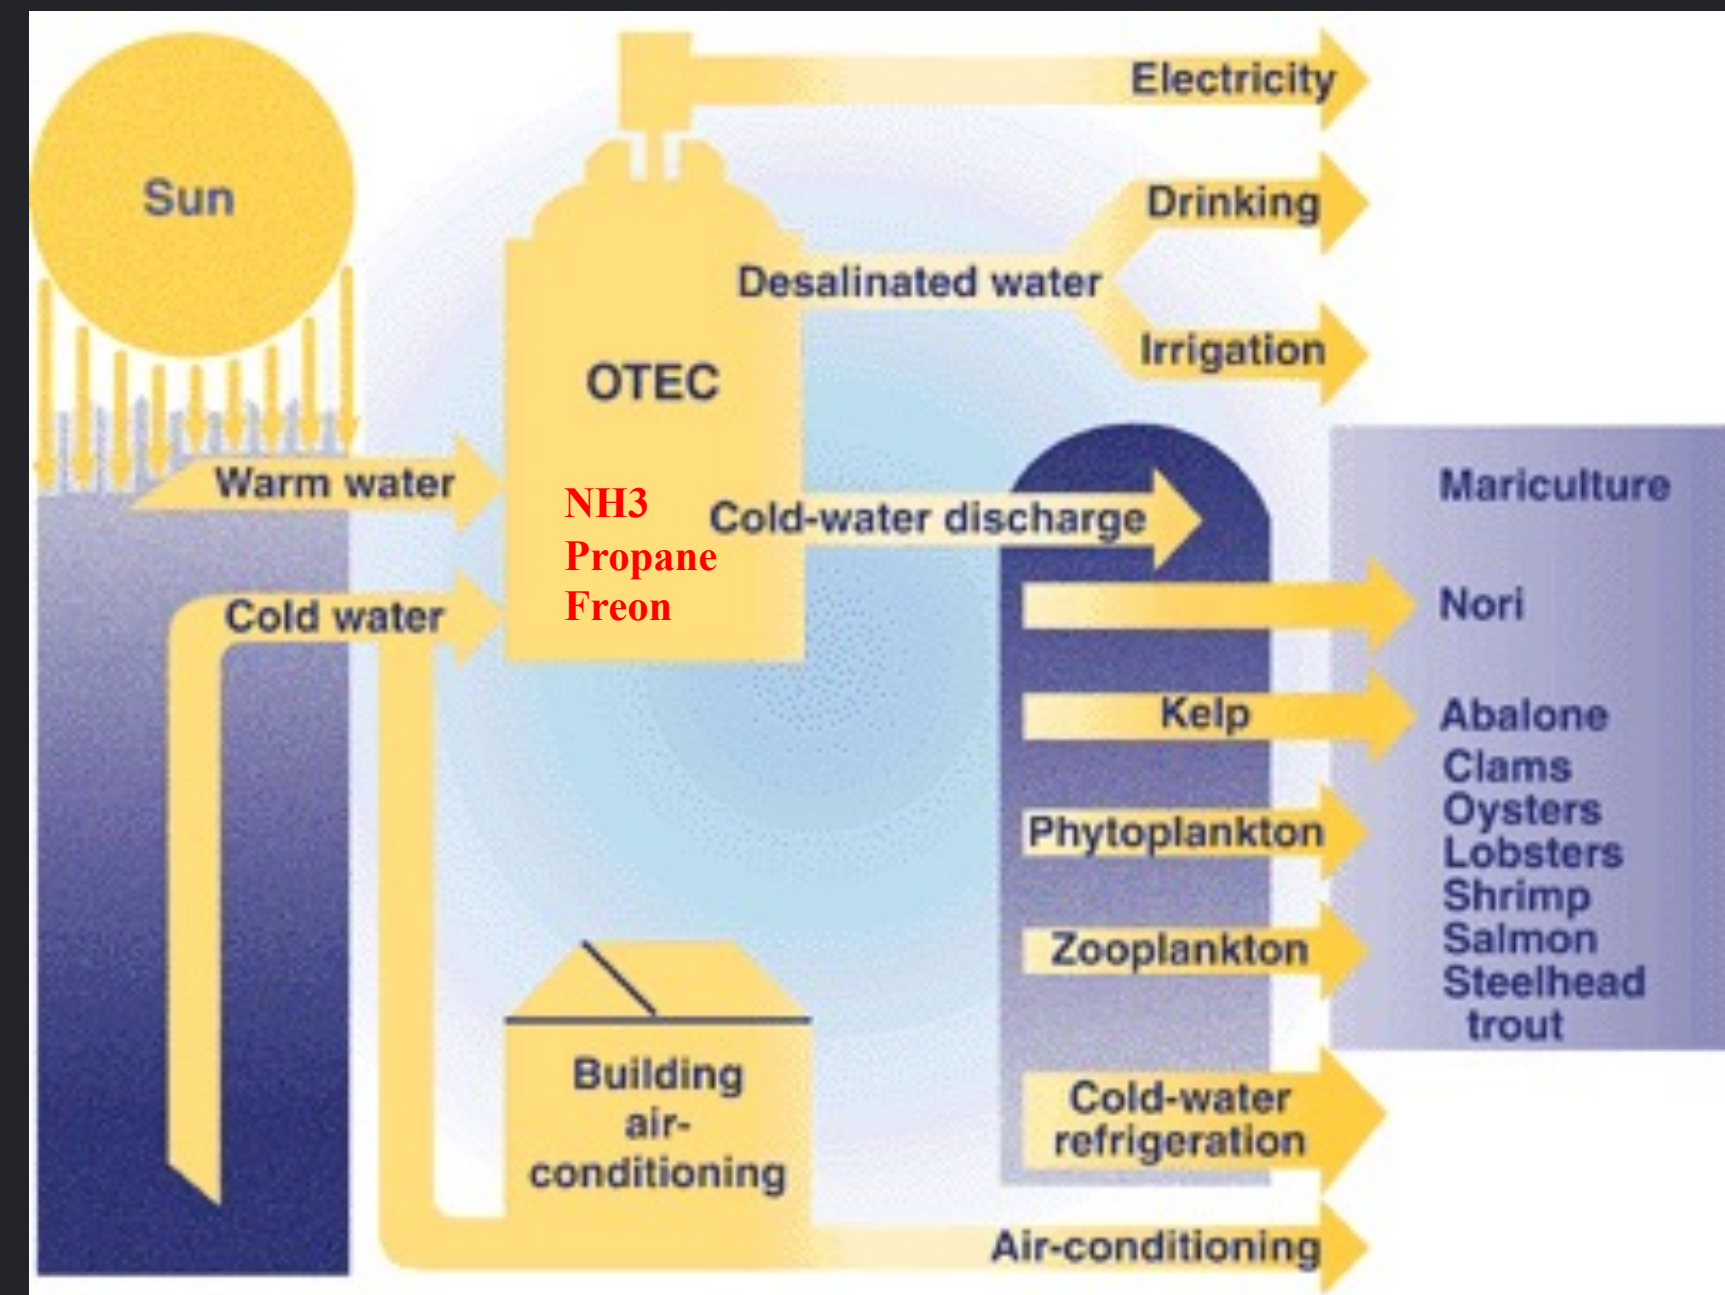 Sun
Electricity
Drinking
Desalinated water
Irrigation
OTEC
Warm water
NH3
Propane
Freon
Cold-water discharge
Cold water
Mariculture
Nori
Kelp
Abalone
Clams
Oysters
Lobsters
Shrimp
Salmon
Steelhead
trout
Phytoplankton
Zooplankton
Cold-water
refrigeration
Building
air-
conditioning
Air-conditioning